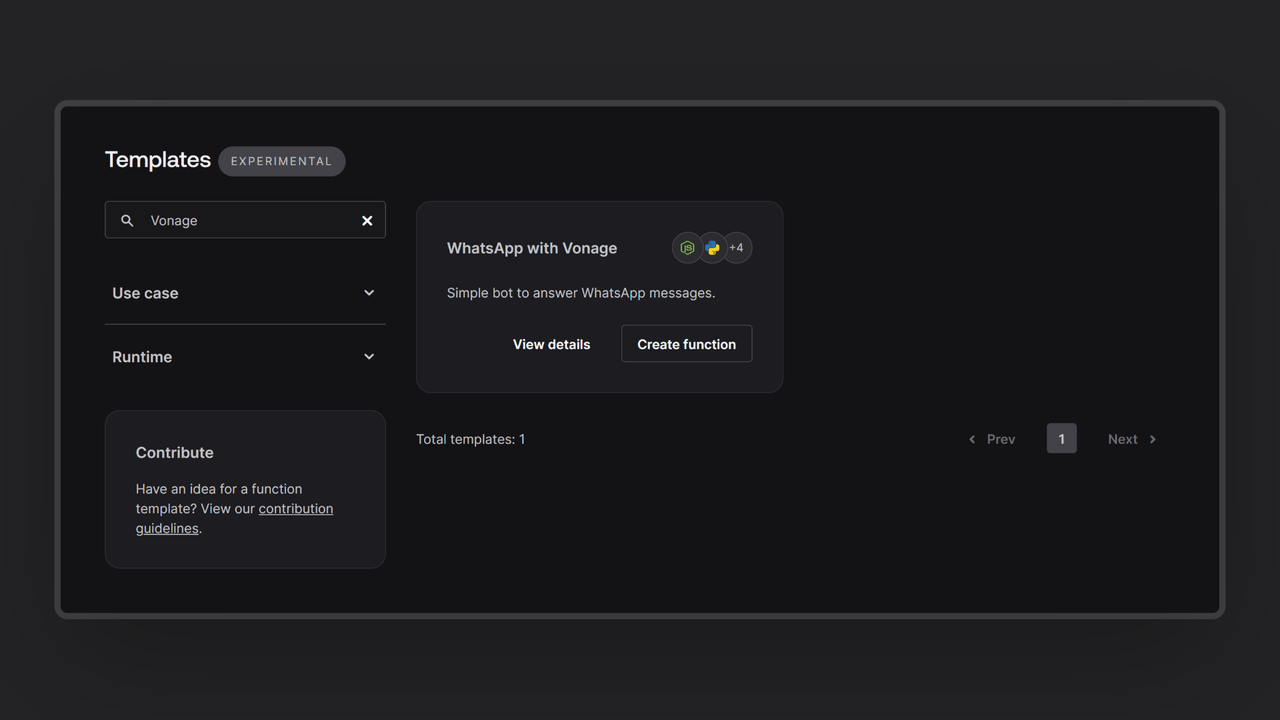 Templates EXPERIMENTAL
Vonage
Use case
Runtime
Contribute
Have an idea for a function
template? View our contribution
guidelines.
WhatsApp with Vonage
JS
+4
Simple bot to answer WhatsApp messages.
View details
Create function
Total templates: 1
Prev 1 Next